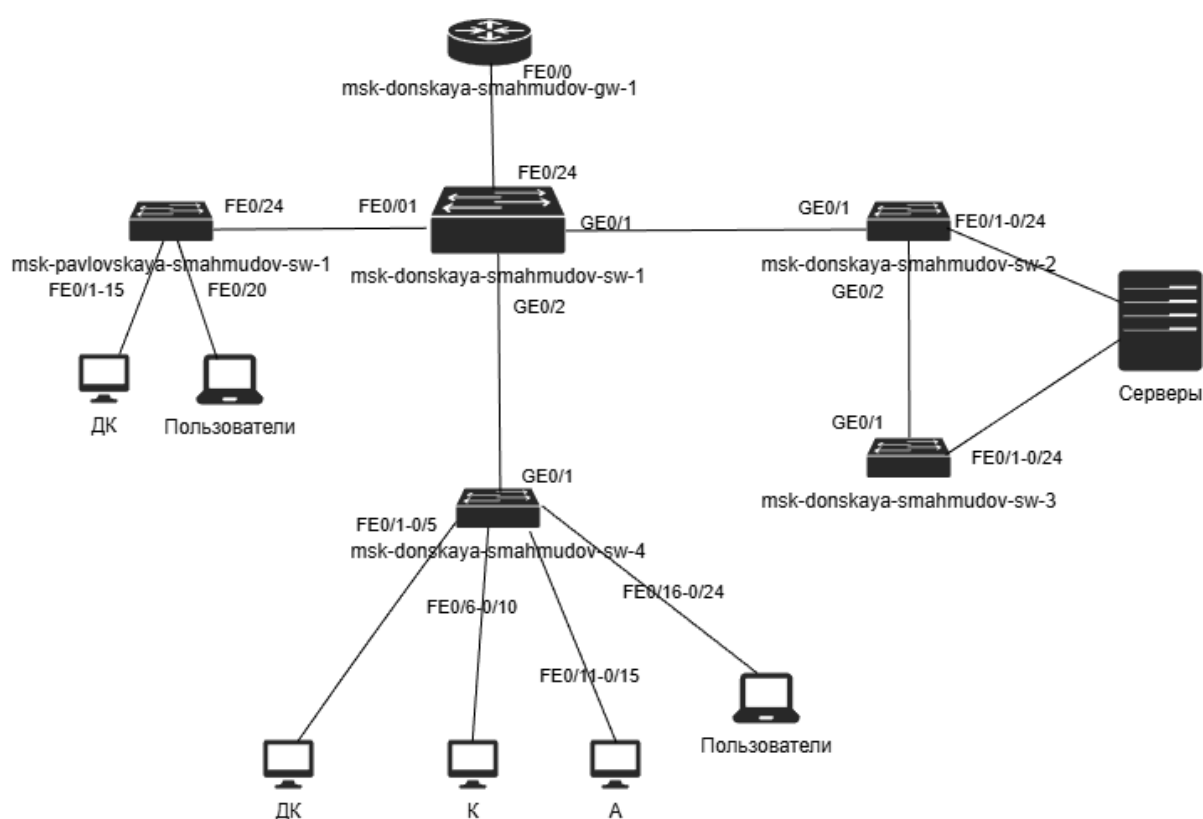 FE0/0
msk-donskaya-smahmudov-gw-1
FE0/24
FE0/24
FE0/01
GE0/1
GE0/1
FE0/1-0/24
msk-pavlovskaya-smahmudov-sw-1
msk-donskaya-smahmudov-sw-1
msk-donskaya-smahmudov-sw-2
FE0/1-15
FE0/20
GE0/2
GE0/2
Серверы
ДК
Пользователи
GE0/1
FE0/1-0/24
msk-donskaya-smahmudov-sw-3
GE0/1
FE0/1-0/5
msk-donskaya-smahmudov-sw-4
FE0/6-0/10
FE0/16-0/24
FE0/11-0/15
Пользователи
ДК
К
А